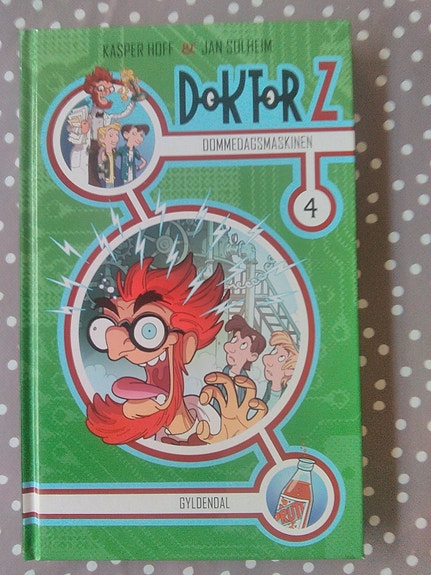 KASPER HOFF & JAN SOLHEIM
DOKTOR Z
DOMMEDAGSMASKINEN
4
GYLDENDAL